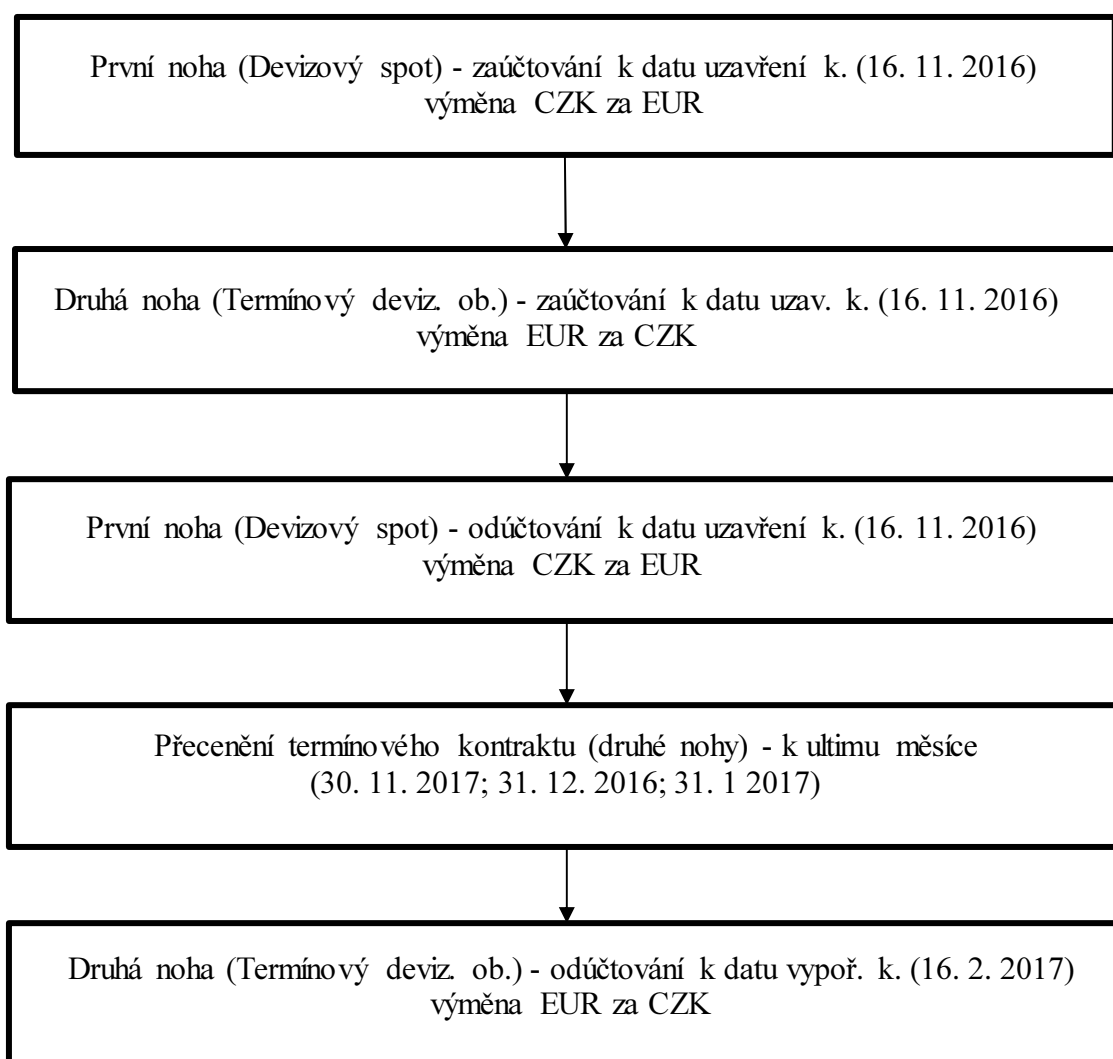 První noha (Devizový spot) - zaúčtování k datu uzavření k. (16. 11. 2016)
výměna CZK za EUR
Druhá noha (Termínový deviz. ob.) - zaúčtování k datu uzav. k. (16. 11. 2016)
výměna EUR za CZK
První noha (Devizový spot) - odúčtování k datu uzavření k. (16. 11. 2016)
výměna CZK za EUR
Přecenění termínového kontraktu (druhé nohy) - k ultimu měsíce
(30. 11. 2017; 31. 12. 2016; 31. 1 2017)
Druhá noha (Termínový deviz. ob.) - odúčtování k datu vypoř. k. (16. 2. 2017)
výměna EUR za CZK